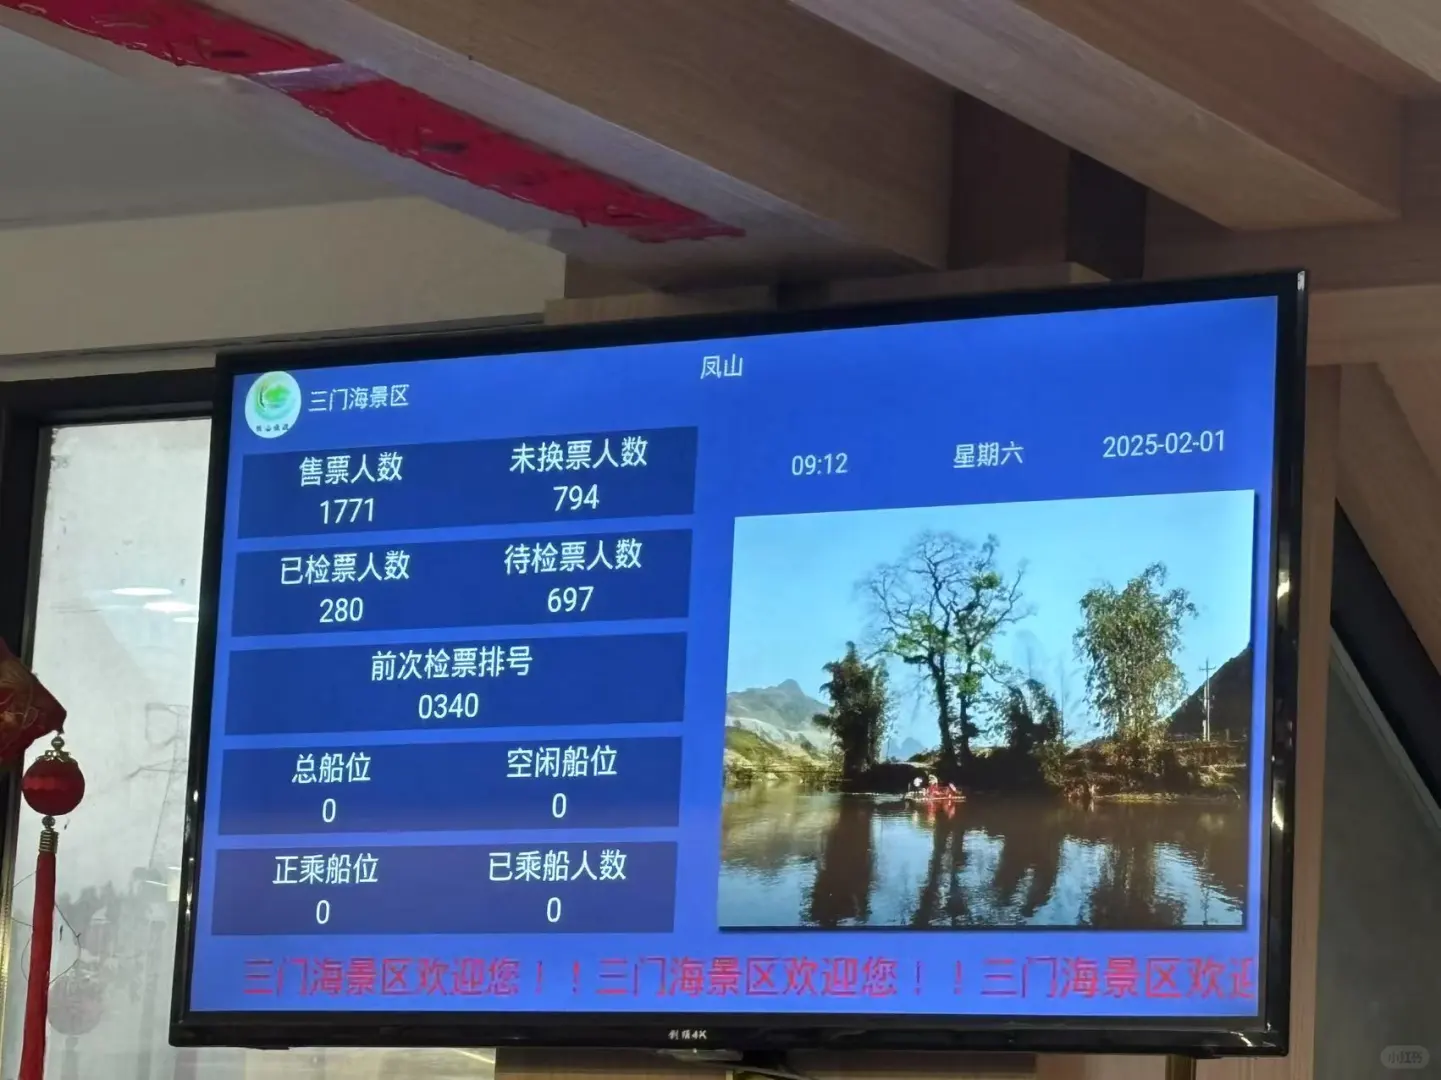 凤山
三门海景区
09:12 星期六 2025-02-01
售票人数 未换票人数
1771 794
已检票人数 待检票人数
280 697
前次检票排号
0340
总船位 空闲船位
0 0
正乘船位 已乘船人数
0 0
三门海景区欢迎您！！三门海景区欢迎您！！三门海景区欢迎
小红书